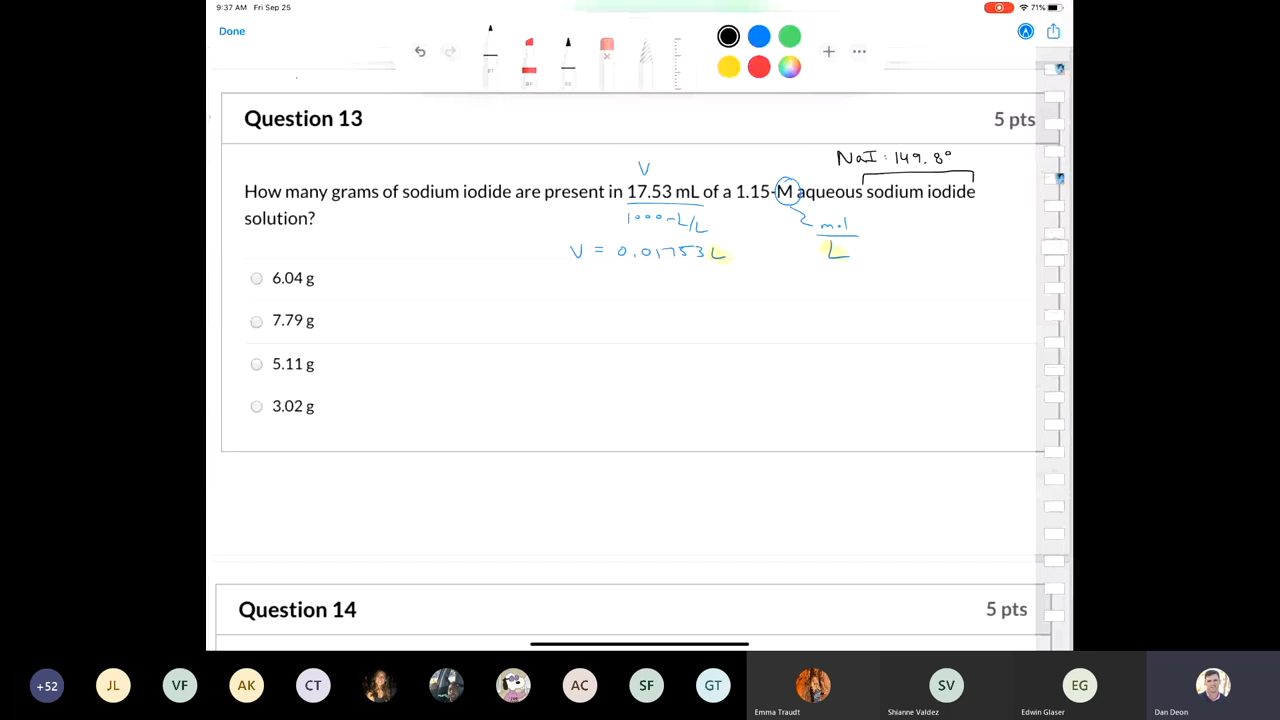 9:37 AM Fri Sep 25
71%
Done
Question 13
5 pts
NaI: 149.89
V
How many grams of sodium iodide are present in 17.53 mL of a 1.15-M aqueous sodium iodide
solution?
1000mL/L
mol
L
V = 0.01753 L
6.04 g
7.79 g
5.11 g
3.02 g
Question 14
5 pts
+52
JL
VF
AK
CT
AC
SF
GT
SV
EG
Emma Traudt
Shianne Valdez
Edwin Glaser
Dan Deon